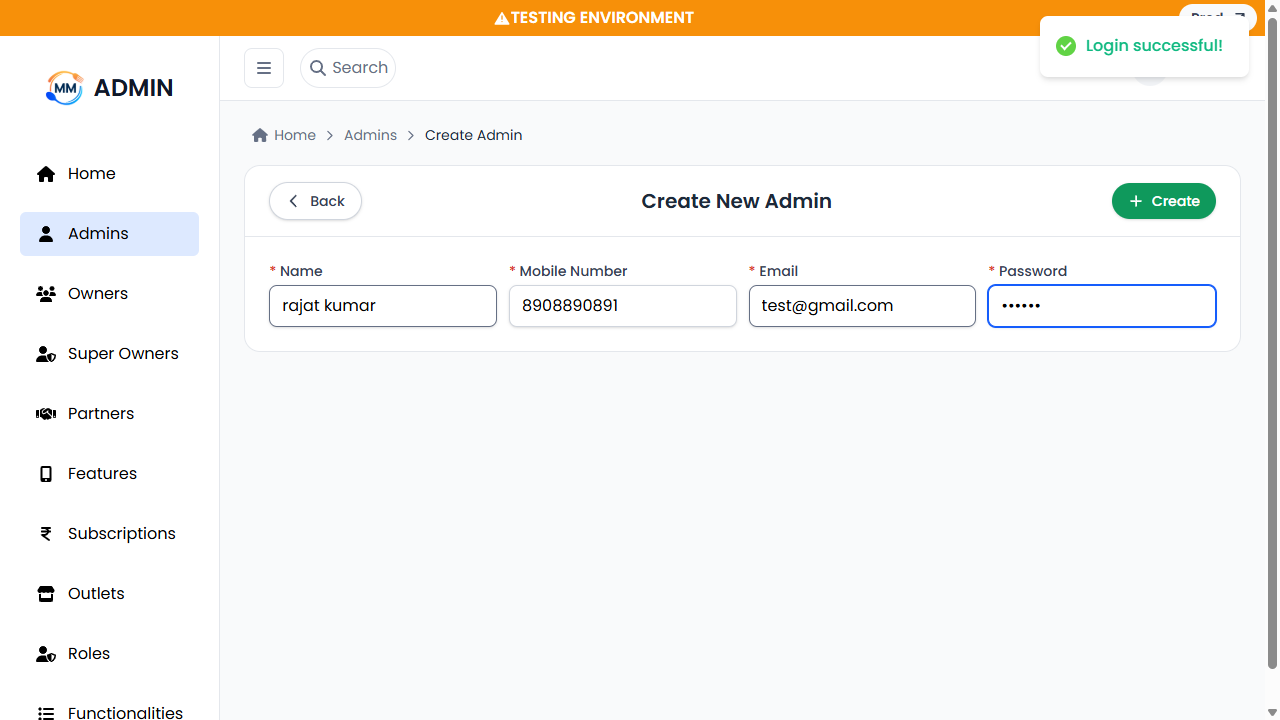 TESTING ENVIRONMENT
Login successful!
MM ADMIN
Search
Home
Admins
Owners
Super Owners
Partners
Features
Subscriptions
Outlets
Roles
Functionalities
Home > Admins > Create Admin
Back
Create New Admin
+ Create
* Name
* Mobile Number
* Email
* Password
rajat kumar
8908890891
test@gmail.com
••••••